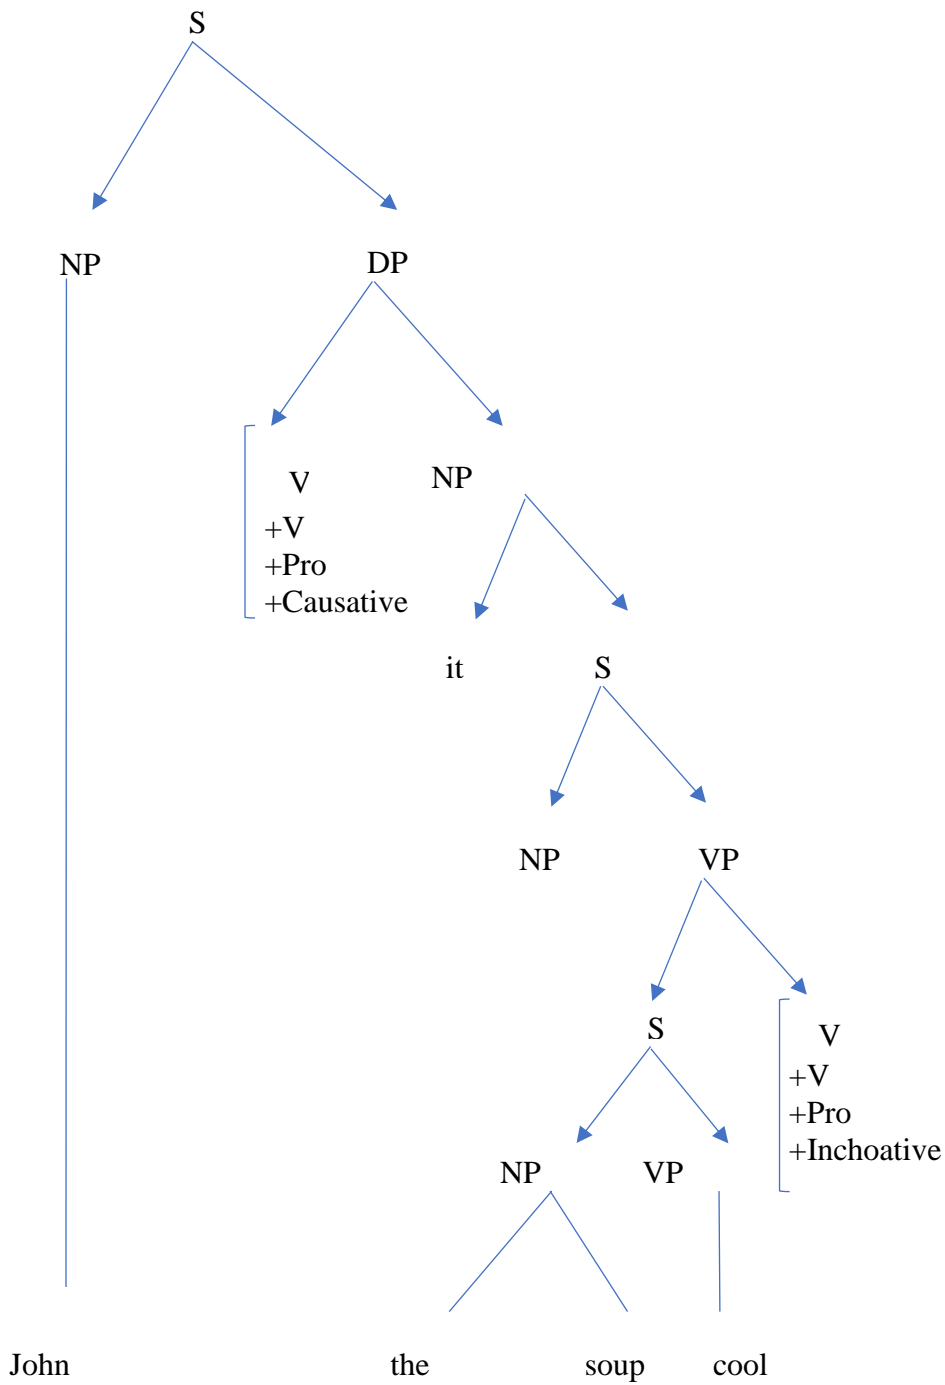 S
NP DP
V NP
+V
+Pro
+Causative
it S
NP VP
S V
+V
+Pro
+Inchoative
NP VP
John the soup cool